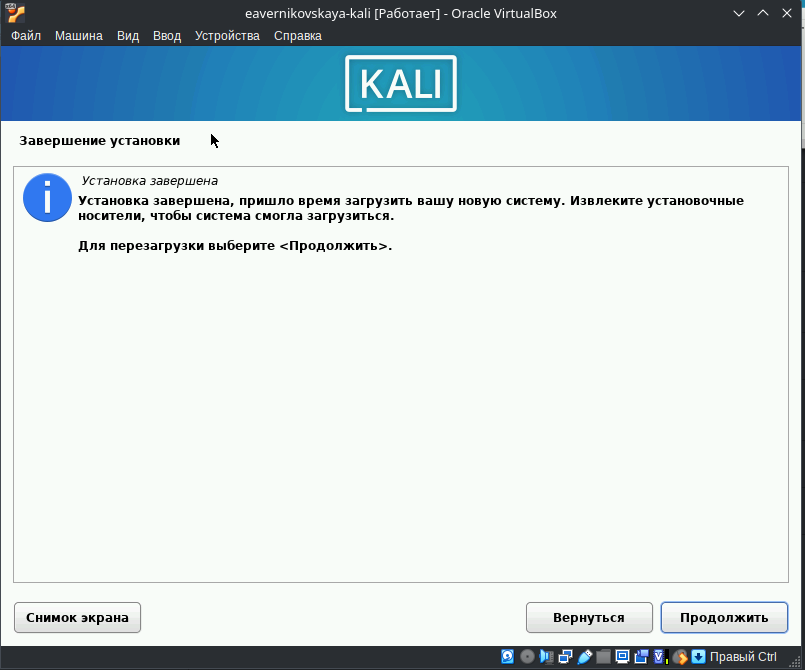 eavernikovskaya-kali [Работает] - Oracle VirtualBox
Файл Машина Вид Ввод Устройства Справка
KALI
Завершение установки
Установка завершена
Установка завершена, пришло время загрузить вашу новую систему. Извлеките установочные
носители, чтобы система смогла загрузиться.
Для перезагрузки выберите <Продолжить>.
Снимок экрана Вернуться Продолжить
Правый Ctrl